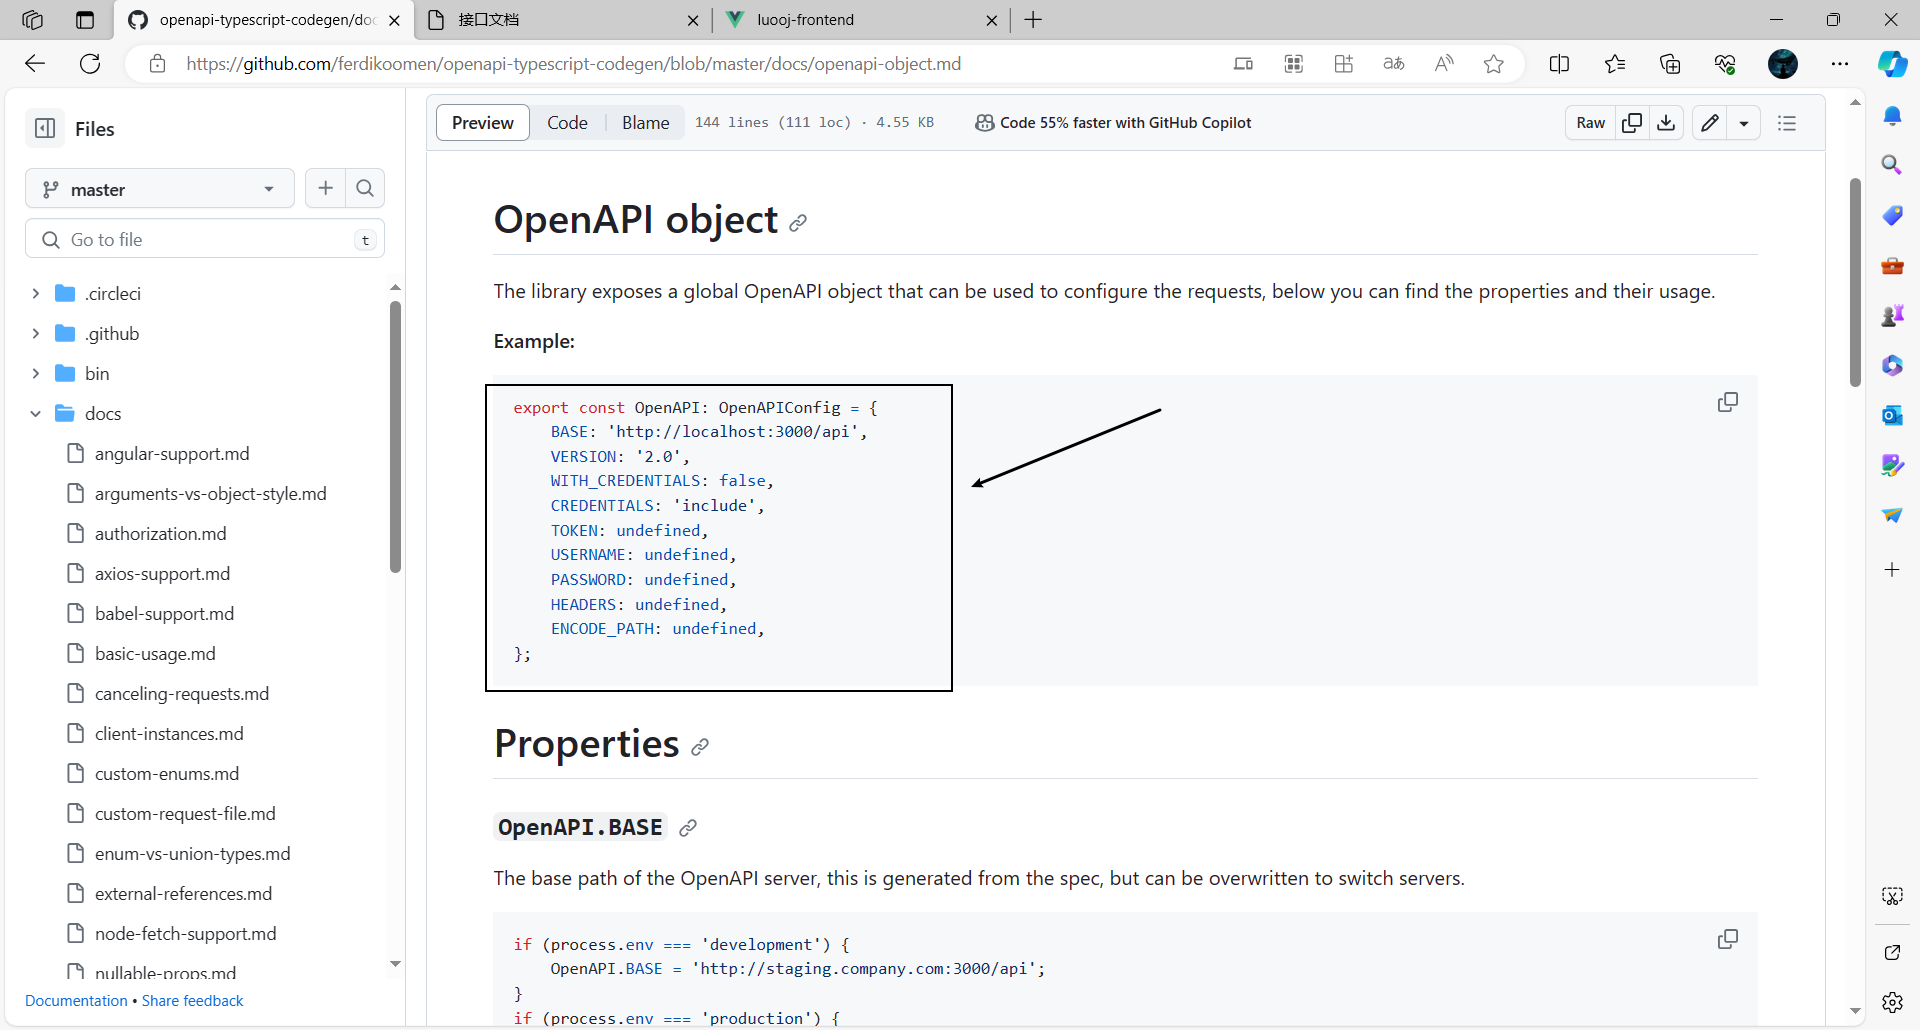 openapi-typescript-codegen/doc
接口文档
luooj-frontend
https://github.com/ferdikoomen/openapi-typescript-codegen/blob/master/docs/openapi-object.md
Files
master
Go to file
t
.circleci
.github
bin
docs
angular-support.md
arguments-vs-object-style.md
authorization.md
axios-support.md
babel-support.md
basic-usage.md
canceling-requests.md
client-instances.md
custom-enums.md
custom-request-file.md
enum-vs-union-types.md
external-references.md
node-fetch-support.md
nullable-props.md
Documentation • Share feedback
Preview
Code
Blame
144 lines (111 loc) · 4.55 KB
Code 55% faster with GitHub Copilot
Raw
OpenAPI object
The library exposes a global OpenAPI object that can be used to configure the requests, below you can find the properties and their usage.
Example:
export const OpenAPI: OpenAPIConfig = {
    BASE: 'http://localhost:3000/api',
    VERSION: '2.0',
    WITH_CREDENTIALS: false,
    CREDENTIALS: 'include',
    TOKEN: undefined,
    USERNAME: undefined,
    PASSWORD: undefined,
    HEADERS: undefined,
    ENCODE_PATH: undefined,
};
Properties
OpenAPI.BASE
The base path of the OpenAPI server, this is generated from the spec, but can be overwritten to switch servers.
if (process.env === 'development') {
    OpenAPI.BASE = 'http://staging.company.com:3000/api';
}
if (process.env === 'production') {